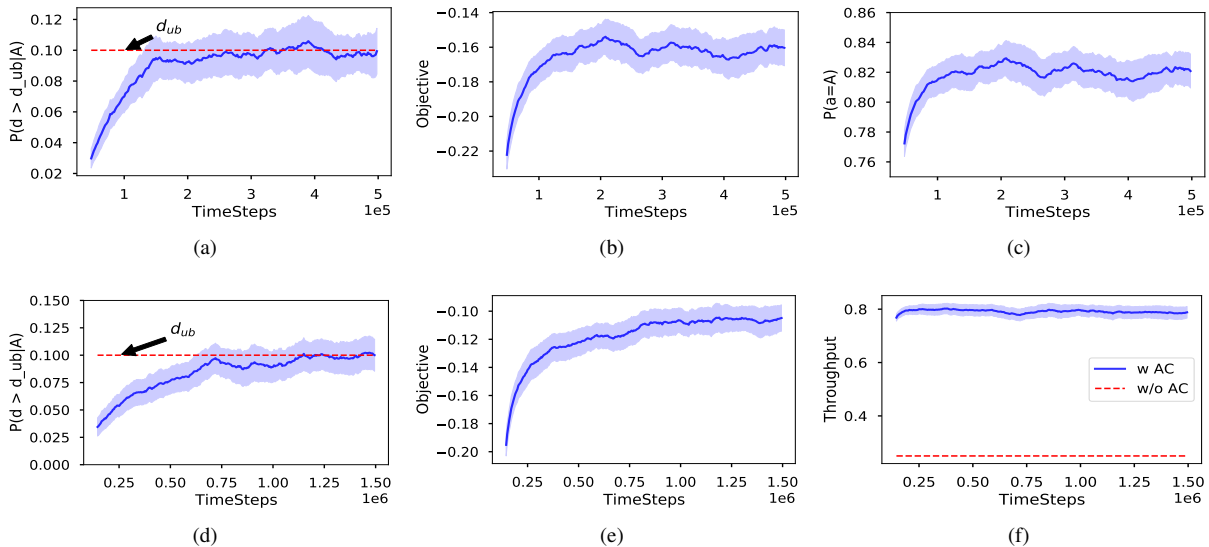 P(d > d_ub|A)
0.12
0.10
0.08
0.06
0.04
0.02
d_ub
1 2 3 4 5
TimeSteps 1e5
(a)
Objective
−0.14
−0.16
−0.18
−0.20
−0.22
1 2 3 4 5
TimeSteps 1e5
(b)
P(a=A)
0.86
0.84
0.82
0.80
0.78
0.76
1 2 3 4 5
TimeSteps 1e5
(c)
P(d > d_ub|A)
0.150
0.125
0.100
0.075
0.050
0.025
0.000
d_ub
0.25 0.50 0.75 1.00 1.25 1.50
TimeSteps 1e6
(d)
Objective
−0.10
−0.12
−0.14
−0.16
−0.18
−0.20
0.25 0.50 0.75 1.00 1.25 1.50
TimeSteps 1e6
(e)
Throughput
0.8
0.6
0.4
w AC
w/o AC
0.25 0.50 0.75 1.00 1.25 1.50
TimeSteps 1e6
(f)